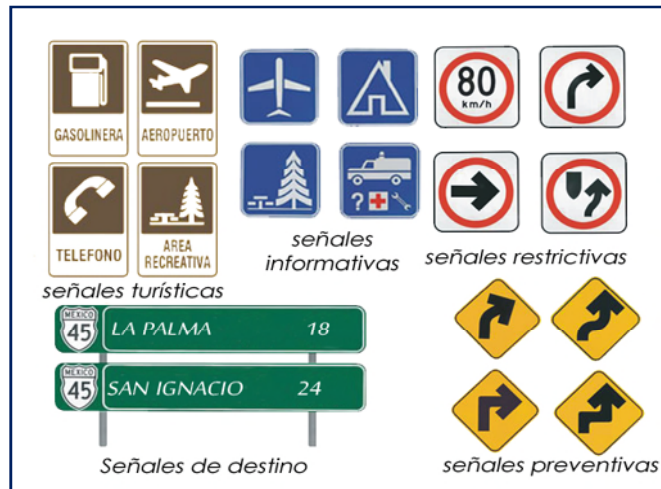 GASOLINERA
AEROPUERTO
TELEFONO
AREA
RECREATIVA
señales turísticas
?
señales
informativas
80
km/h
señales restrictivas
MEXICO
45
LA PALMA 18
MEXICO
45
SAN IGNACIO 24
Señales de destino
señales preventivas